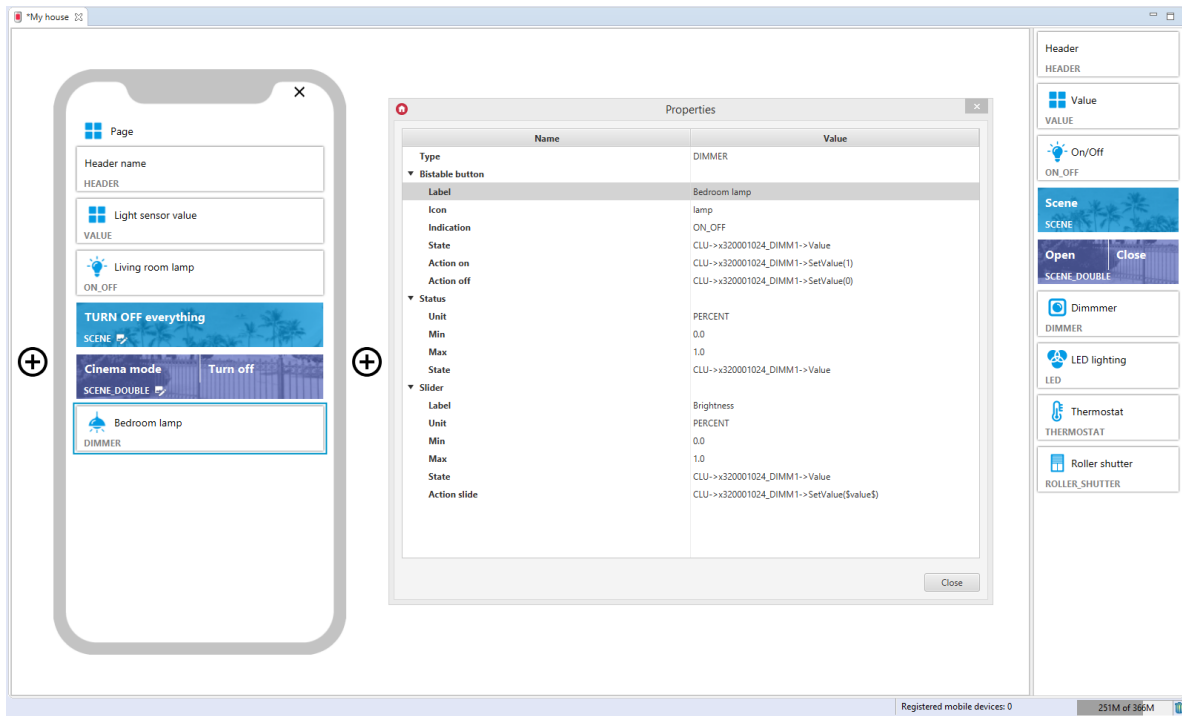 *My house
Page
Header name
HEADER
Light sensor value
VALUE
Living room lamp
ON_OFF
TURN OFF everything
SCENE
Cinema mode Turn off
SCENE_DOUBLE
Bedroom lamp
DIMMER
Properties
Name Value
Type DIMMER
Bistable button
Label Bedroom lamp
Icon lamp
Indication ON_OFF
State CLU->x320001024_DIMM1->Value
Action on CLU->x320001024_DIMM1->SetValue(1)
Action off CLU->x320001024_DIMM1->SetValue(0)
Status
Unit PERCENT
Min 0.0
Max 1.0
State CLU->x320001024_DIMM1->Value
Slider
Label Brightness
Unit PERCENT
Min 0.0
Max 1.0
State CLU->x320001024_DIMM1->Value
Action slide CLU->x320001024_DIMM1->SetValue($value$)
Close
Header
HEADER
Value
VALUE
On/Off
ON_OFF
Scene
SCENE
Open Close
SCENE_DOUBLE
Dimmmer
DIMMER
LED lighting
LED
Thermostat
THERMOSTAT
Roller shutter
ROLLER_SHUTTER
Registered mobile devices: 0
251M of 366M